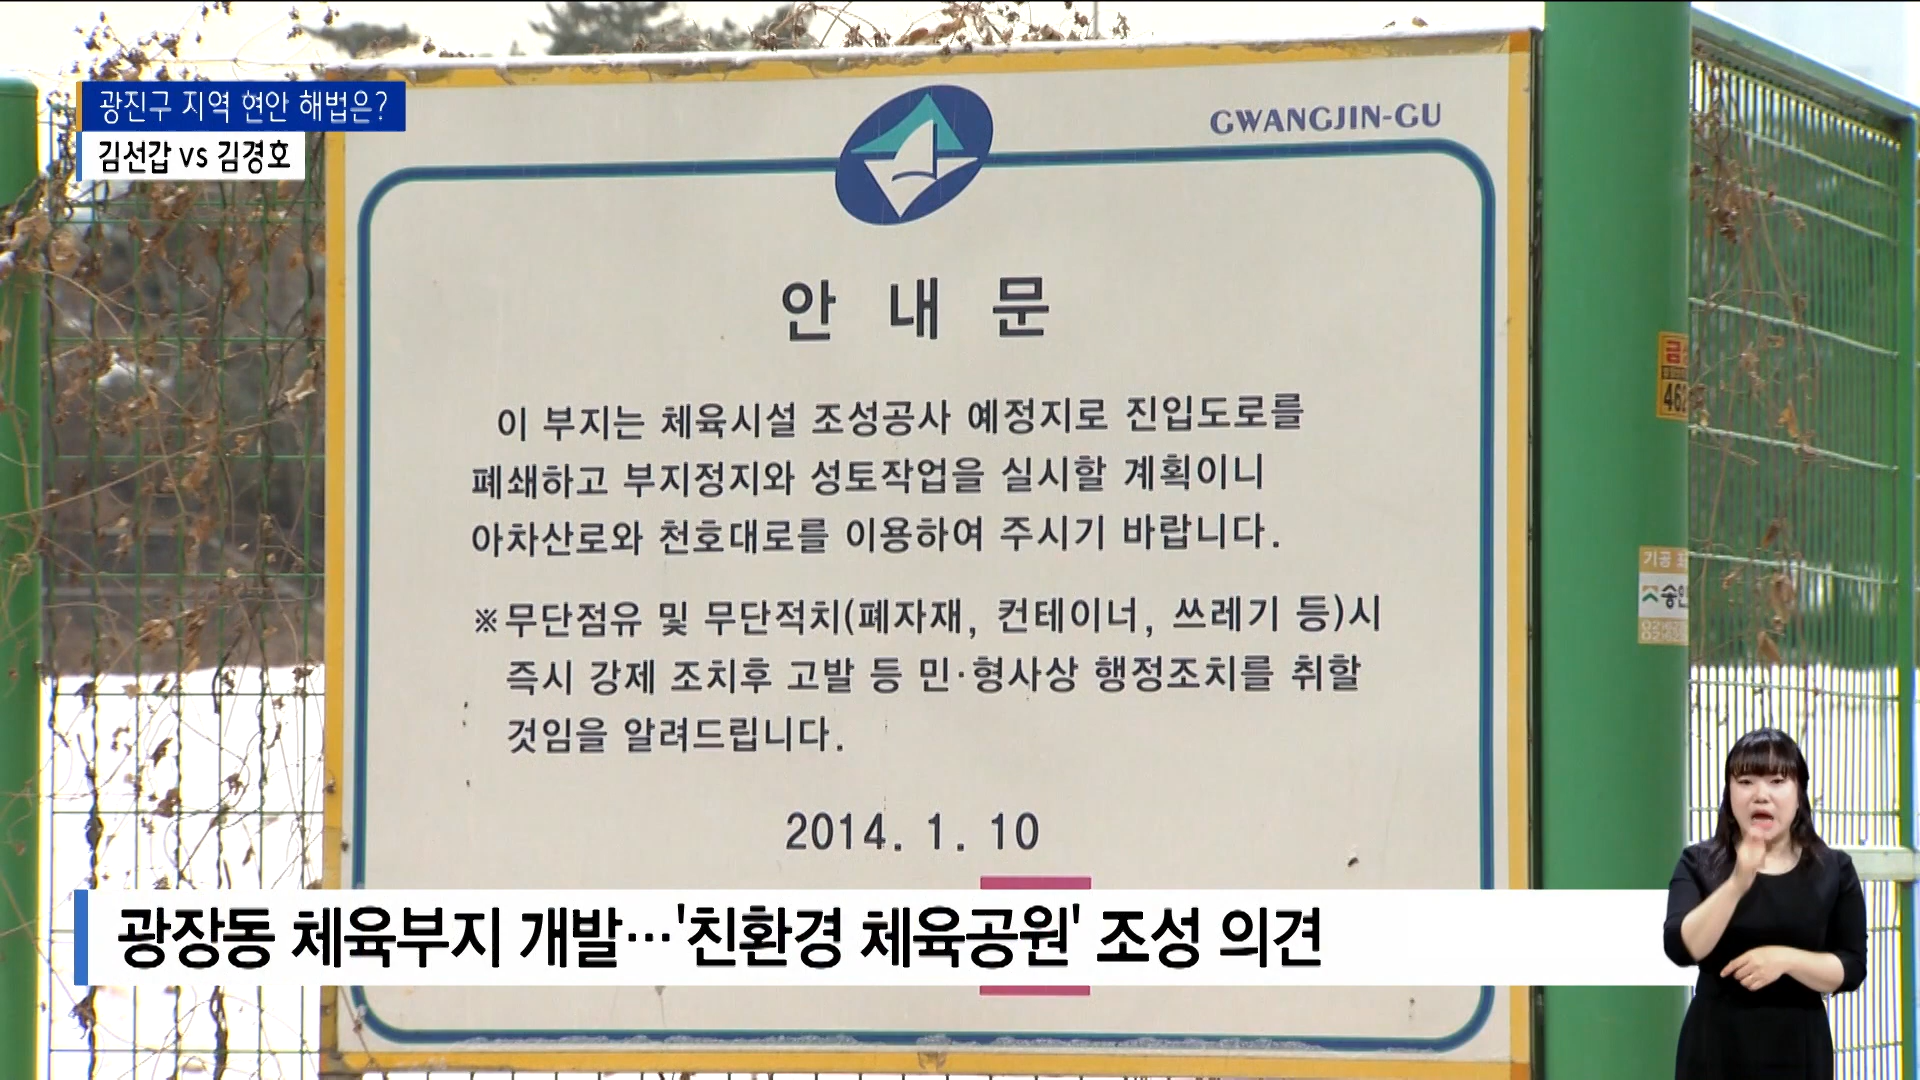 광진구 지역 현안 해법은?
김선갑 vs 김경호
GWANGJIN-GU
안 내 문
이 부지는 체육시설 조성공사 예정지로 진입도로를
폐쇄하고 부지정지와 성토작업을 실시할 계획이니
아차산로와 천호대로를 이용하여 주시기 바랍니다.
※무단점유 및 무단적치(폐자재, 컨테이너, 쓰레기 등)시
즉시 강제 조치후 고발 등 민·형사상 행정조치를 취할
것임을 알려드립니다.
2014. 1. 10
462
기공
광장동 체육부지 개발…'친환경 체육공원' 조성 의견